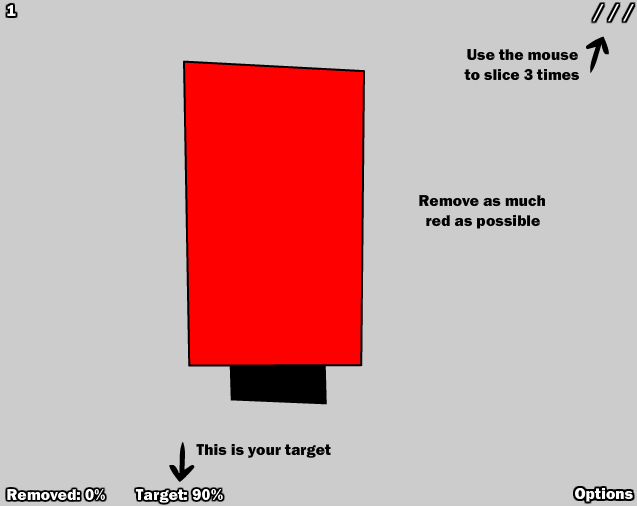 1
Use the mouse
to slice 3 times
Remove as much
red as possible
This is your target
Removed: 0%
Target: 90%
Options